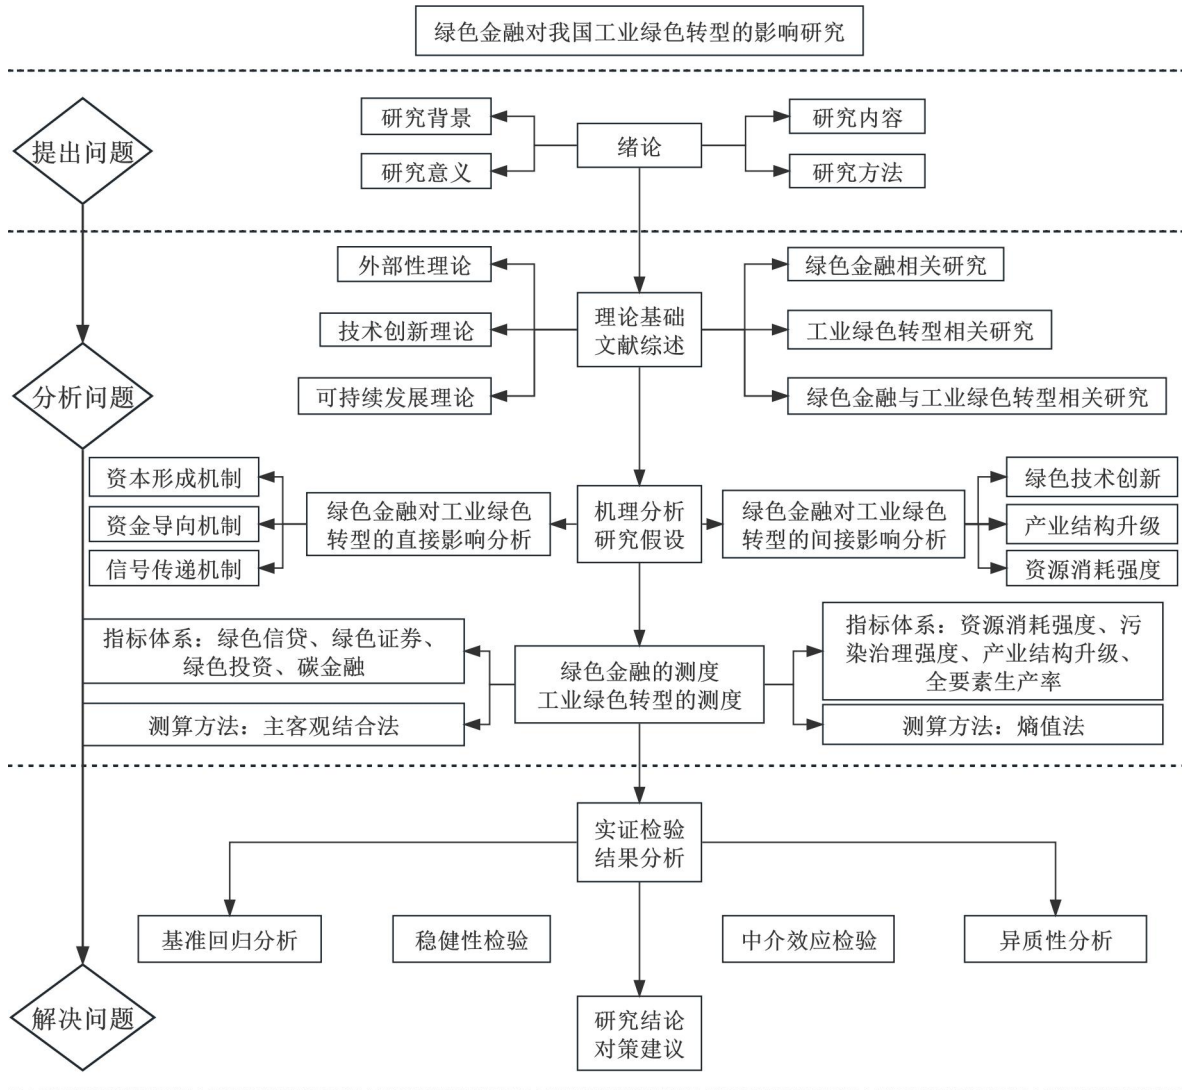 绿色金融对我国工业绿色转型的影响研究
提出问题
研究背景
研究意义
绪论
研究内容
研究方法
分析问题
外部性理论
技术创新理论
可持续发展理论
理论基础
文献综述
绿色金融相关研究
工业绿色转型相关研究
绿色金融与工业绿色转型相关研究
资本形成机制
资金导向机制
信号传递机制
绿色金融对工业绿色
转型的直接影响分析
机理分析
研究假设
绿色金融对工业绿色
转型的间接影响分析
绿色技术创新
产业结构升级
资源消耗强度
指标体系：绿色信贷、绿色证券、
绿色投资、碳金融
测算方法：主客观结合法
绿色金融的测度
工业绿色转型的测度
指标体系：资源消耗强度、污
染治理强度、产业结构升级、
全要素生产率
测算方法：熵值法
实证检验
结果分析
基准回归分析
稳健性检验
中介效应检验
异质性分析
解决问题
研究结论
对策建议